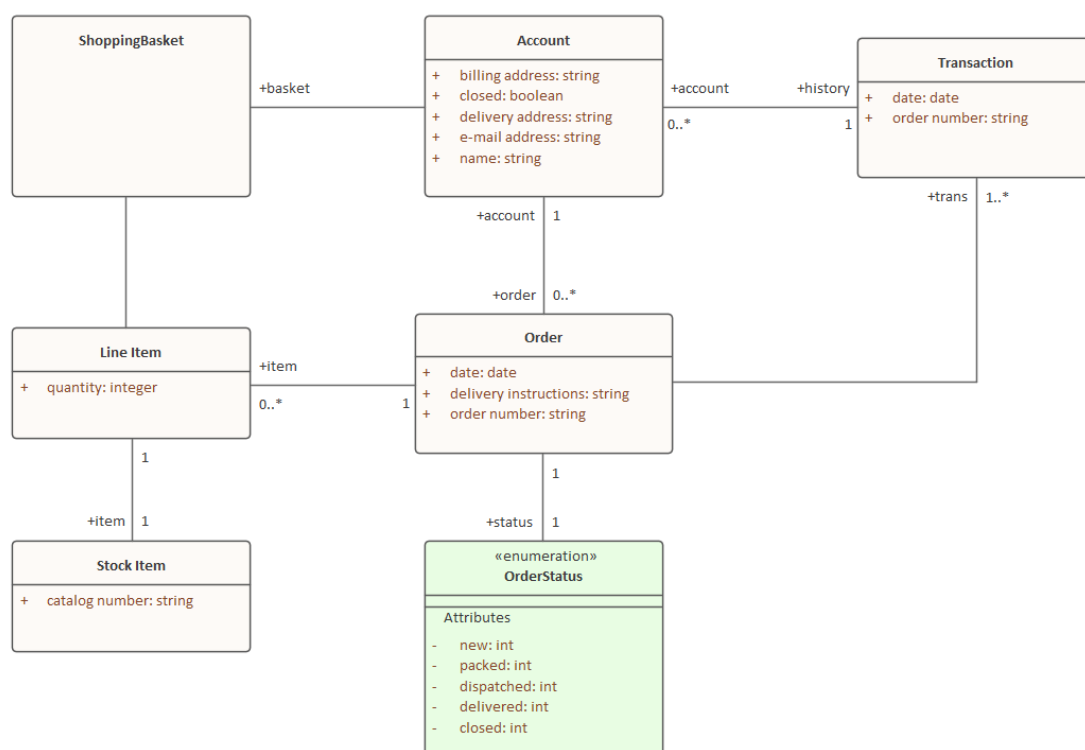 ShoppingBasket
+basket
Account
+ billing address: string
+ closed: boolean
+ delivery address: string
+ e-mail address: string
+ name: string
+account
0..*
+history
1
Transaction
+ date: date
+ order number: string
+trans
1..*
+account
1
+order
0..*
Line Item
+ quantity: integer
+item
0..*
1
Order
+ date: date
+ delivery instructions: string
+ order number: string
1
+item
1
Stock Item
+ catalog number: string
1
+status
1
«enumeration»
OrderStatus
Attributes
- new: int
- packed: int
- dispatched: int
- delivered: int
- closed: int